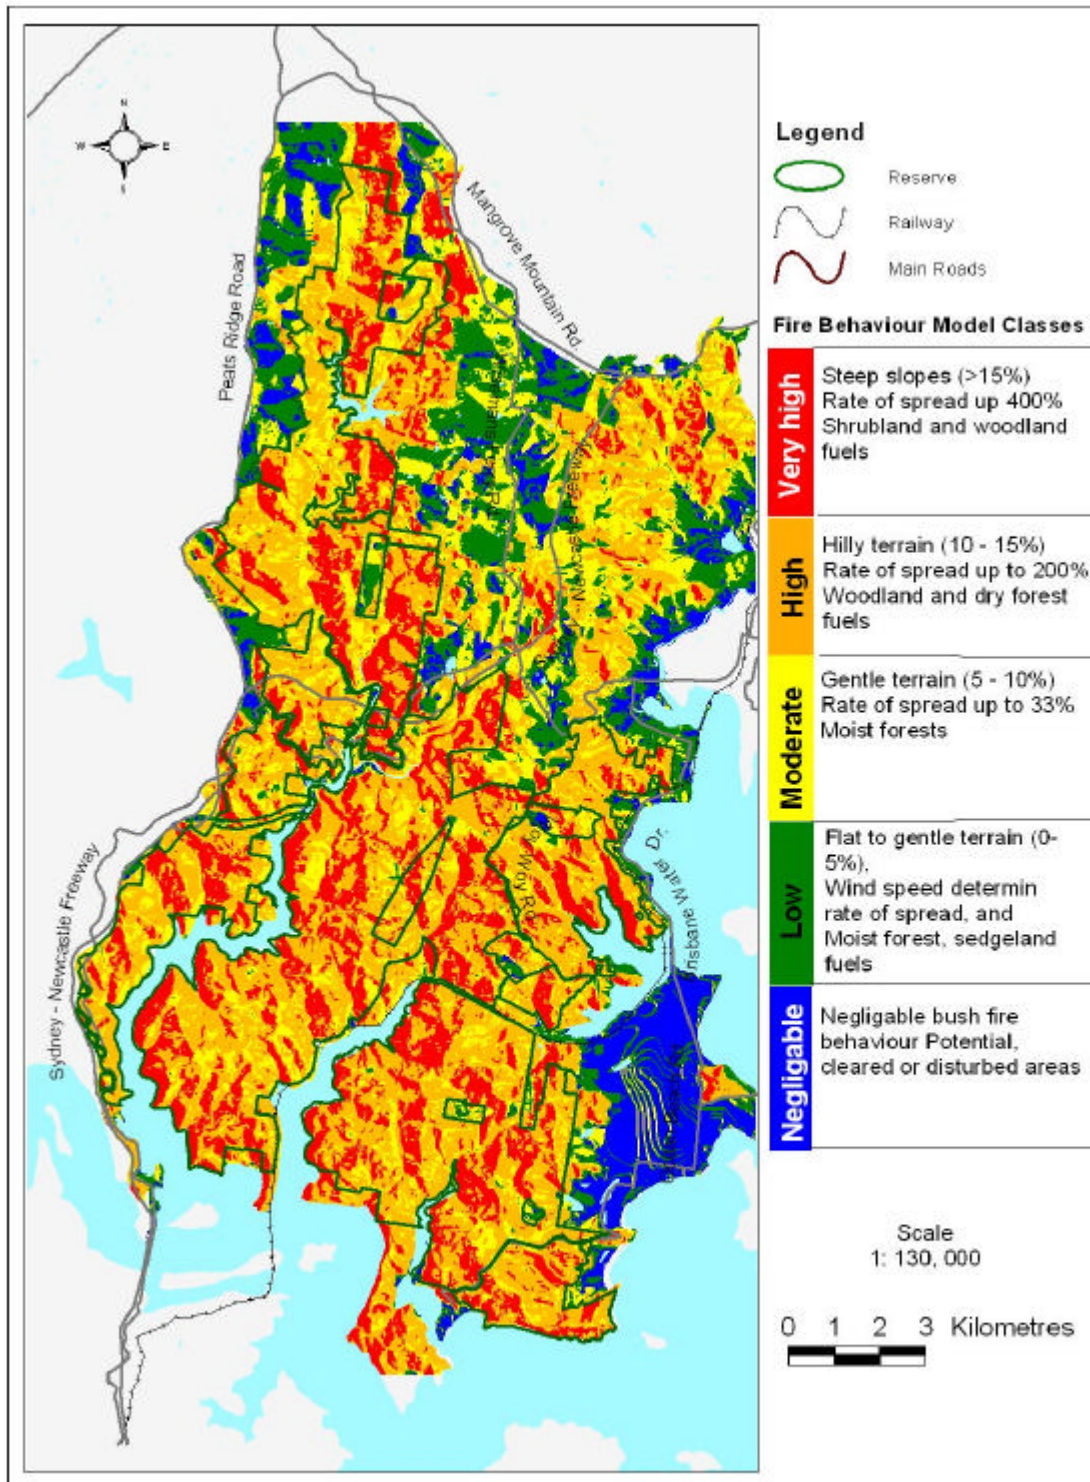 N
W
E
Peats Ridge Road
Mangrove Mountain Rd.
Newcastle Freeway
Sydney - Newcastle Freeway
Way Rd
Water Dr.
Legend
Reserve
Railway
Main Roads
Fire Behaviour Model Classes
Very high
Steep slopes (>15%)
Rate of spread up 400%
Shrubland and woodland
fuels
High
Hilly terrain (10 - 15%)
Rate of spread up to 200%
Woodland and dry forest
fuels
Moderate
Gentle terrain (5 - 10%)
Rate of spread up to 33%
Moist forests
Low
Flat to gentle terrain (0-
5%),
Wind speed determin
rate of spread, and
Moist forest, sedgeland
fuels
Negligable
Negligable bush fire
behaviour Potential,
cleared or disturbed areas
Scale
1: 130, 000
0 1 2 3 Kilometres